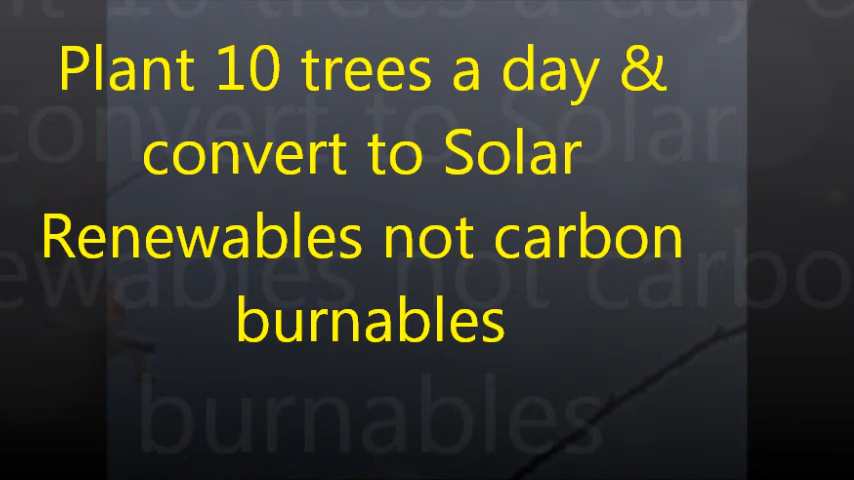 Plant 10 trees a day &
convert to Solar
Renewables not carbon
burnables